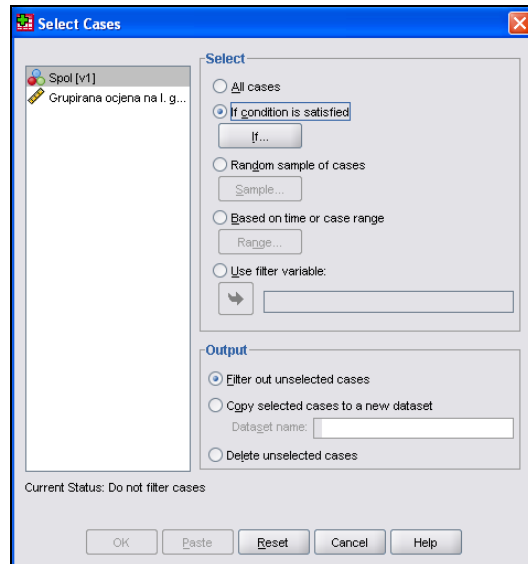 Select Cases
Spol [v1]
Grupirana ocjena na I. g...
Select
All cases
If condition is satisfied
If...
Random sample of cases
Sample...
Based on time or case range
Range...
Use filter variable:
Output
Filter out unselected cases
Copy selected cases to a new dataset
Dataset name:
Delete unselected cases
Current Status: Do not filter cases
OK Paste Reset Cancel Help